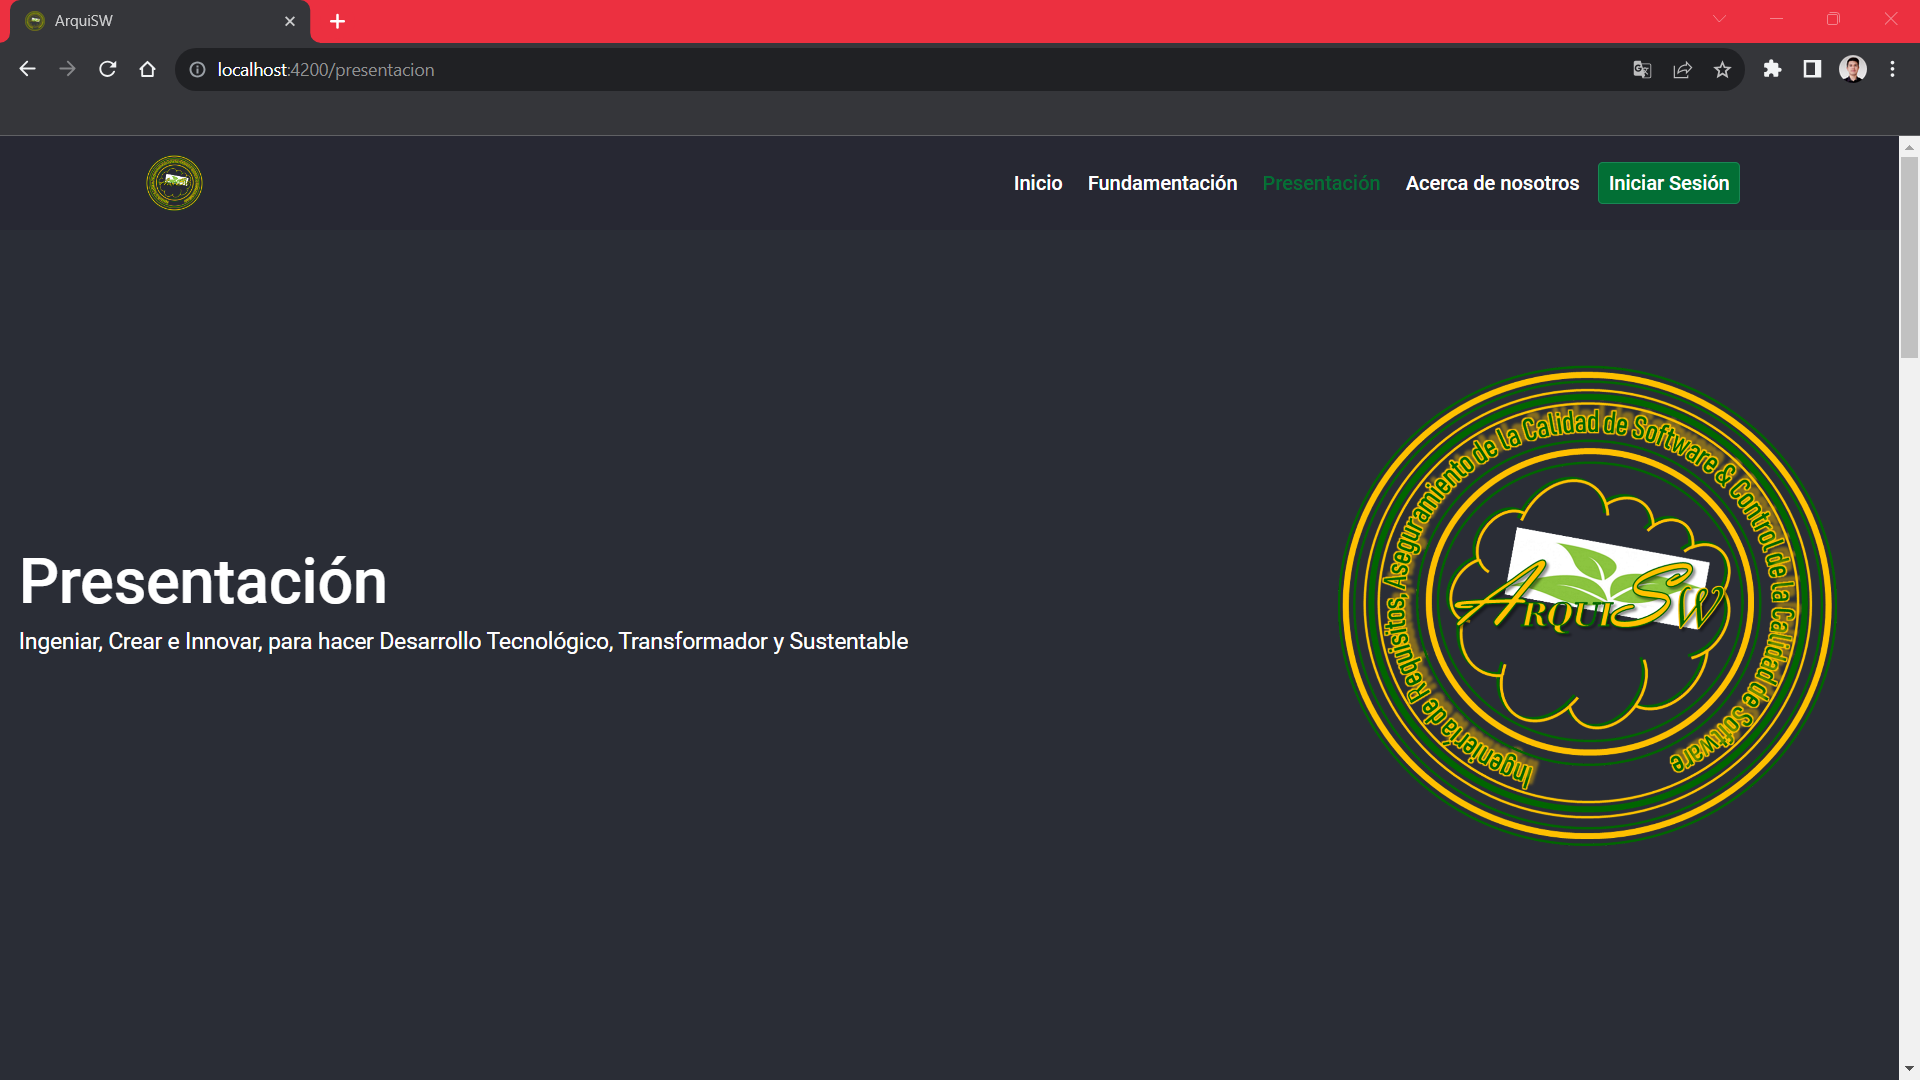 ArquiSW
localhost:4200/presentacion
Inicio Fundamentación Presentación Acerca de nosotros Iniciar Sesión
Ingeniería de Requisitos, Aseguramiento de la Calidad de Software & Control de la Calidad de Software
ArquiSW
Presentación
Ingeniar, Crear e Innovar, para hacer Desarrollo Tecnológico, Transformador y Sustentable